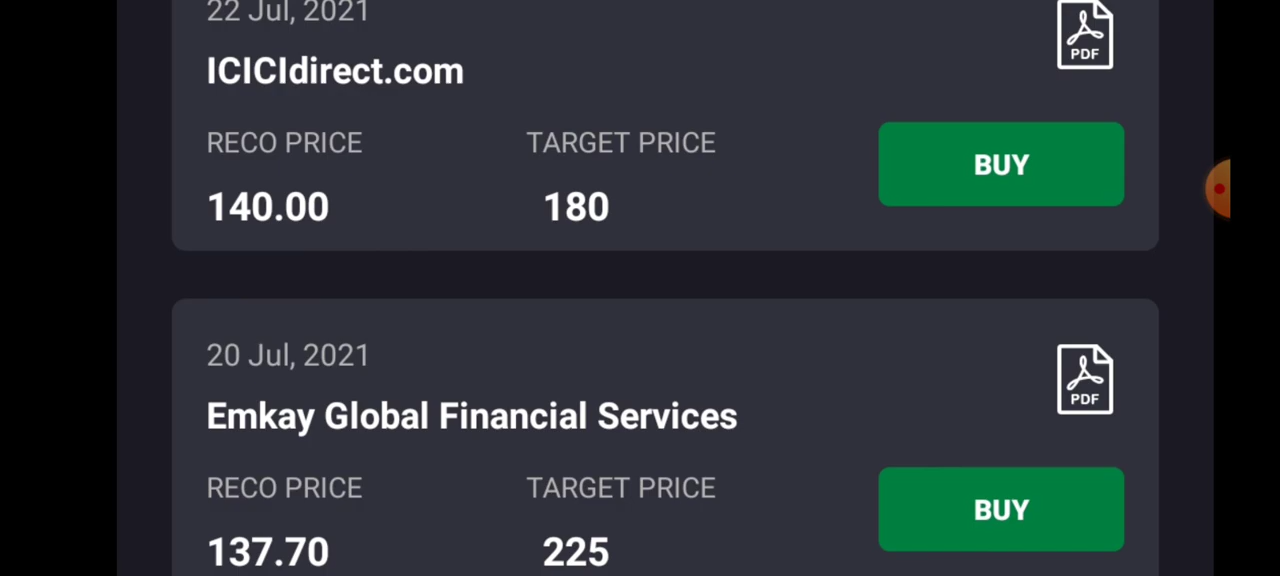 22 Jul, 2021
PDF
ICICIdirect.com
RECO PRICE TARGET PRICE BUY
140.00 180
20 Jul, 2021
PDF
Emkay Global Financial Services
RECO PRICE TARGET PRICE BUY
137.70 225